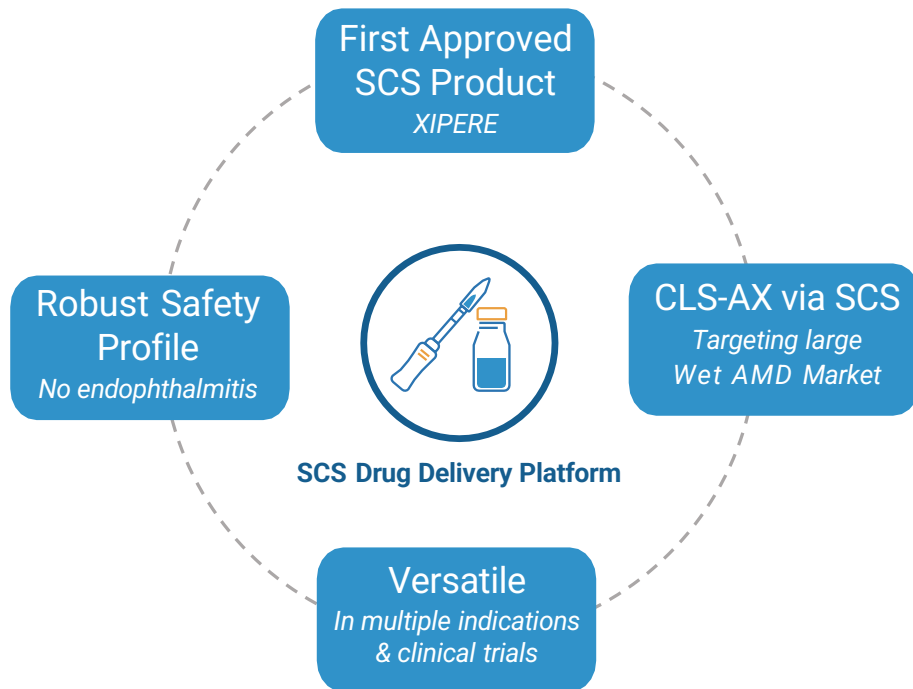 First Approved
SCS Product
XIPERE
Robust Safety
Profile
No endophthalmitis
CLS-AX via SCS
Targeting large
Wet AMD Market
SCS Drug Delivery Platform
Versatile
In multiple indications
& clinical trials